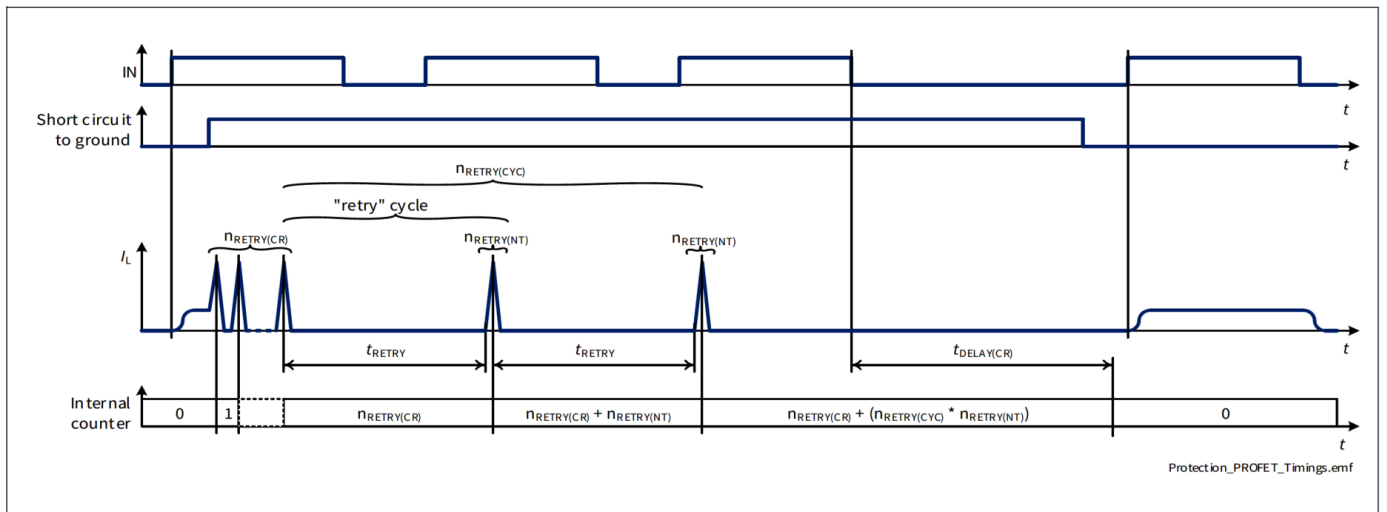 IN
t
Short circuit
to ground
t
nRETRY(CYC)
"retry" cycle
nRETRY(CR)
nRETRY(NT)
nRETRY(NT)
IL
t
tRETRY
tRETRY
tDELAY(CR)
Internal
counter
0
1
nRETRY(CR)
nRETRY(CR) + nRETRY(NT)
nRETRY(CR) + (nRETRY(CYC) * nRETRY(NT))
0
t
Protection_PROFET_Timings.emf